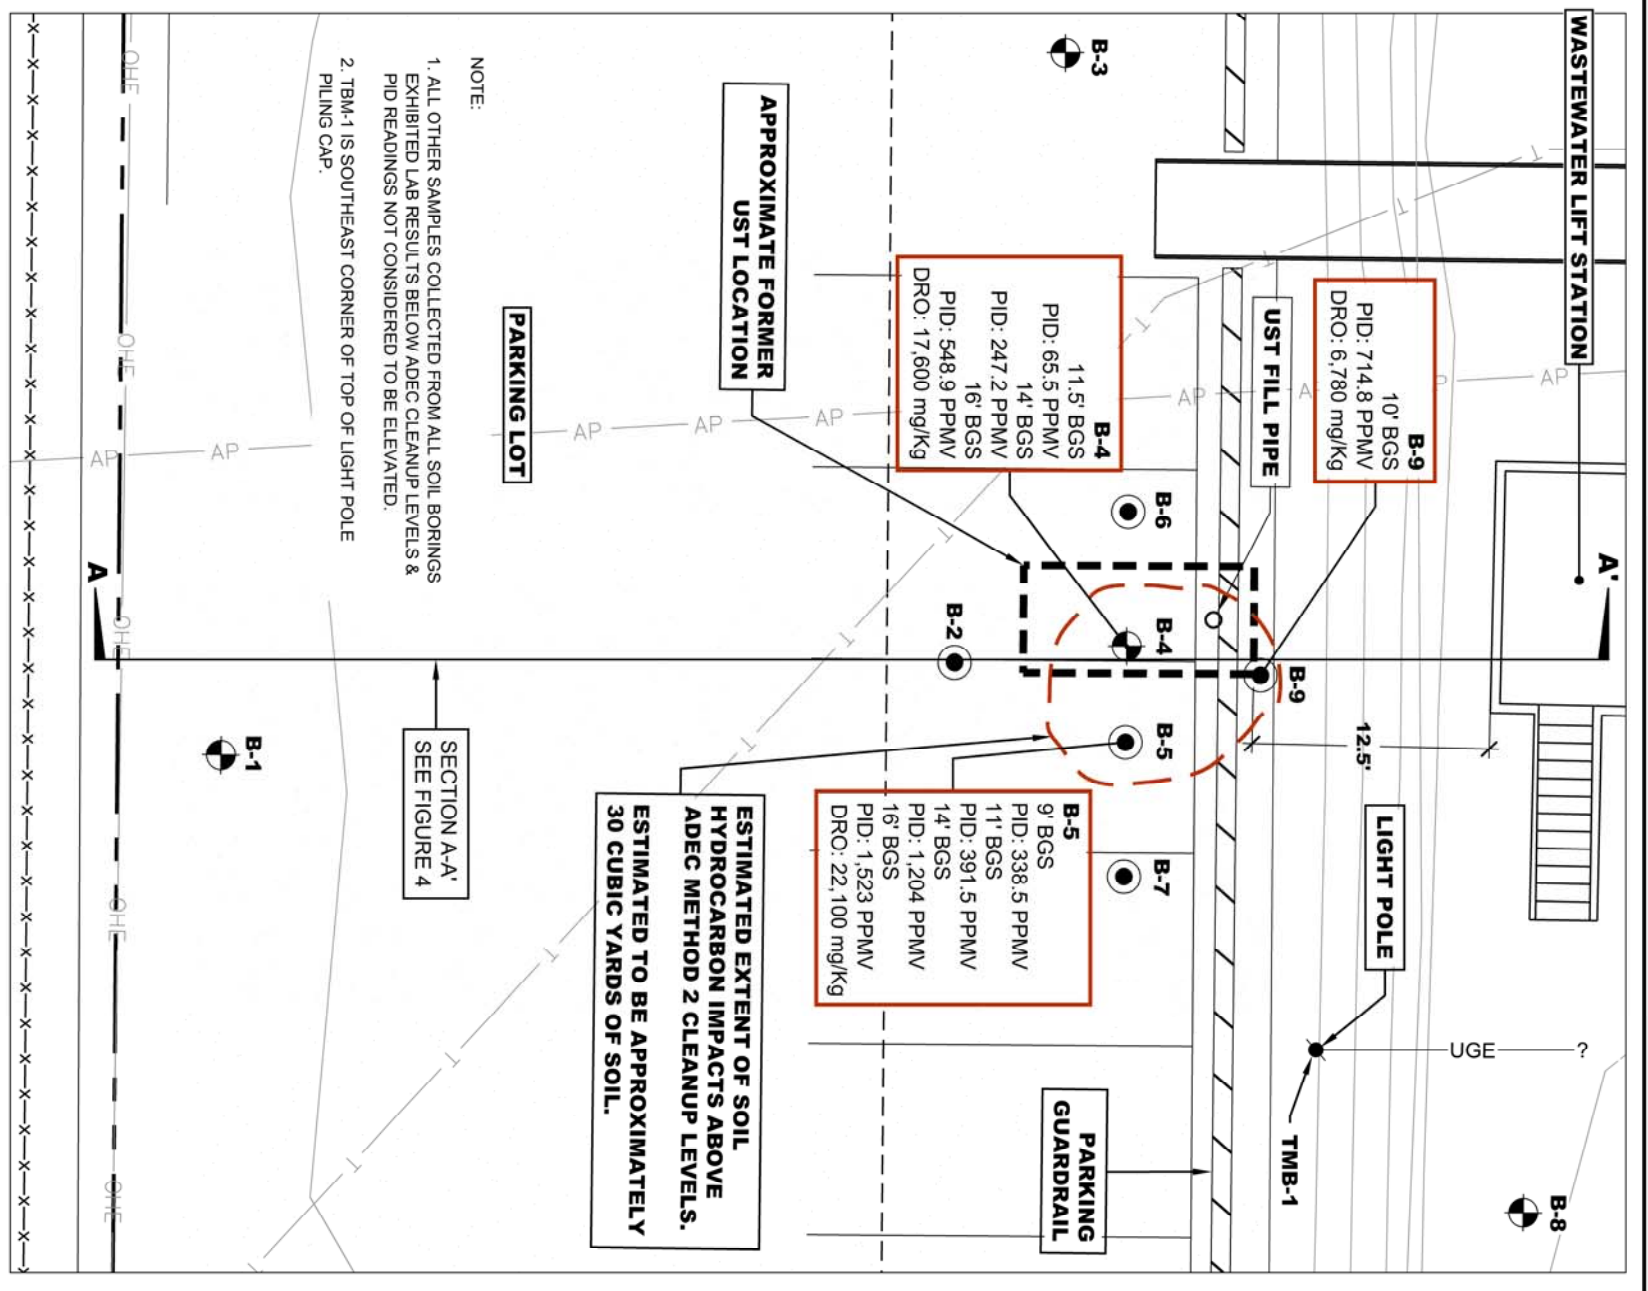 WASTEWATER LIFT STATION
A'
B-3
B-9
10' BGS
PID: 714.8 PPMV
DRO: 6,780 mg/Kg
UST FILL PIPE
B-4
11.5' BGS
PID: 65.5 PPMV
14' BGS
PID: 247.2 PPMV
16' BGS
PID: 548.9 PPMV
DRO: 17,600 mg/Kg
APPROXIMATE FORMER
UST LOCATION
PARKING LOT
NOTE:
1. ALL OTHER SAMPLES COLLECTED FROM ALL SOIL BORINGS
EXHIBITED LAB RESULTS BELOW ADEC CLEANUP LEVELS &
PID READINGS NOT CONSIDERED TO BE ELEVATED.
2. TBM-1 IS SOUTHEAST CORNER OF TOP OF LIGHT POLE
PILING CAP.
B-6
B-4
B-2
B-9
B-5
B-7
12.5'
A
B-1
SECTION A-A'
SEE FIGURE 4
B-5
9' BGS
PID: 338.5 PPMV
11' BGS
PID: 391.5 PPMV
14' BGS
PID: 1,204 PPMV
16' BGS
PID: 1,523 PPMV
DRO: 22,100 mg/Kg
ESTIMATED EXTENT OF SOIL
HYDROCARBON IMPACTS ABOVE
ADEC METHOD 2 CLEANUP LEVELS.
ESTIMATED TO BE APPROXIMATELY
30 CUBIC YARDS OF SOIL.
LIGHT POLE
UGE
?
TMB-1
PARKING
GUARDRAIL
B-8
AP
AP
AP
AP
AP
AP
AP
OHE
OHE
OHE
OHE
OHE
T
T
T
T
T
T
T
T
T
T